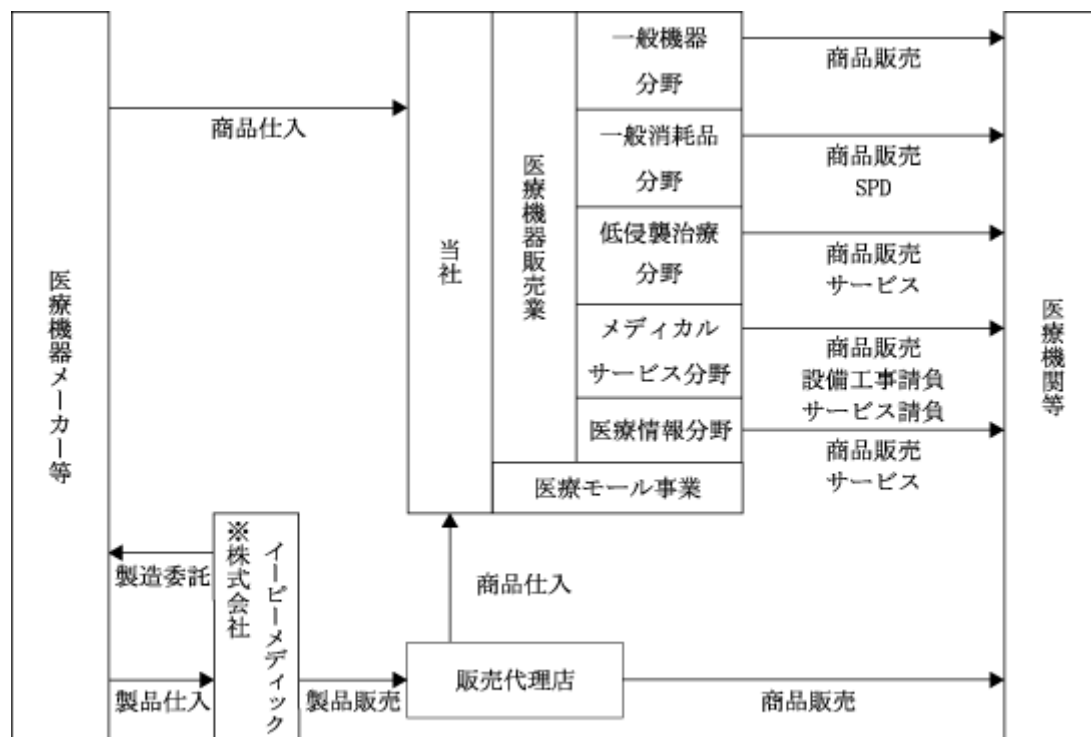 医療機器メーカー等
商品仕入
当社
医療機器販売業
一般機器
分野
商品販売
一般消耗品
分野
商品販売
SPD
低侵襲治療
分野
商品販売
サービス
メディカル
サービス分野
商品販売
設備工事請負
サービス請負
医療情報分野
商品販売
サービス
医療モール事業
医療機関等
製造委託
※株式会社
イーピーメディック
製品仕入
製品販売
商品仕入
販売代理店
商品販売